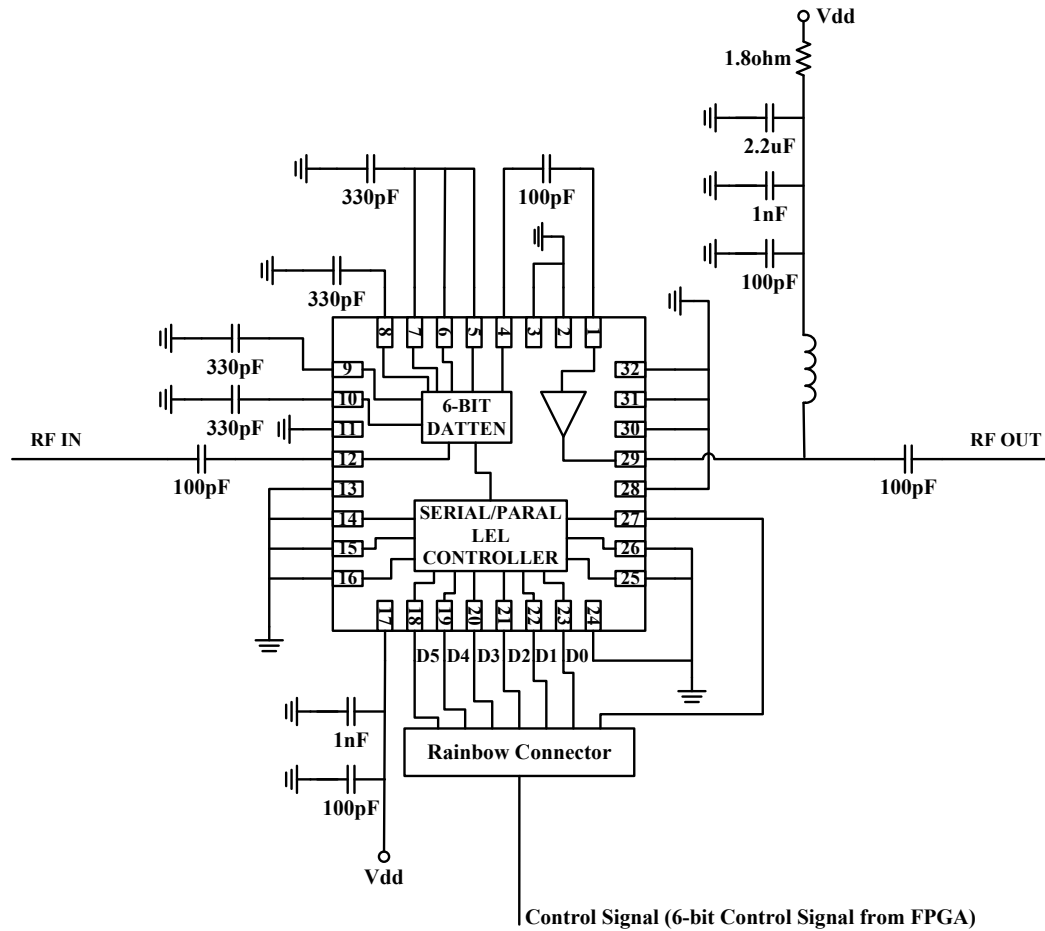 Vdd
1.8ohm
2.2uF
1nF
100pF
330pF
100pF
330pF
330pF
330pF
8 7 6 5 4 3 2 1
9
10
11
12
13
14
15
16
32
31
30
29
28
27
26
25
6-BIT
DATTEN
RF IN
100pF
RF OUT
100pF
SERIAL/PARAL
LEL
CONTROLLER
17 18 19 20 21 22 23 24
D5 D4 D3 D2 D1 D0
1nF
100pF
Vdd
Rainbow Connector
Control Signal (6-bit Control Signal from FPGA)